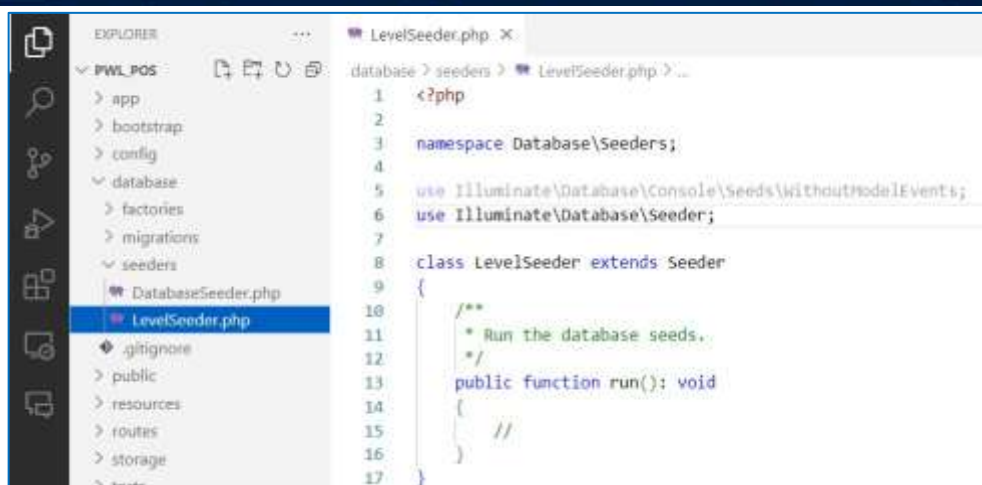 EXPLORER ···
PWL_POS
app
bootstrap
config
database
factories
migrations
seeders
DatabaseSeeder.php
LevelSeeder.php
.gitignore
public
resources
routes
storage
tests
LevelSeeder.php ×
database > seeders > LevelSeeder.php > ...
1 <?php
2
3 namespace Database\Seeders;
4
5 use Illuminate\Database\Console\Seeds\WithoutModelEvents;
6 use Illuminate\Database\Seeder;
7
8 class LevelSeeder extends Seeder
9 {
10 /**
11 * Run the database seeds.
12 */
13 public function run(): void
14 {
15 //
16 }
17 }